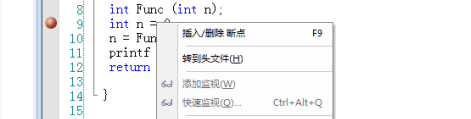 8 int Func (int n);
9 int n =
10 n = Fun
11 printf
12 return
13
14 }
15
插入/删除 断点 F9
转到头文件(H)
添加监视(W)
快速监视(Q)... Ctrl+Alt+Q